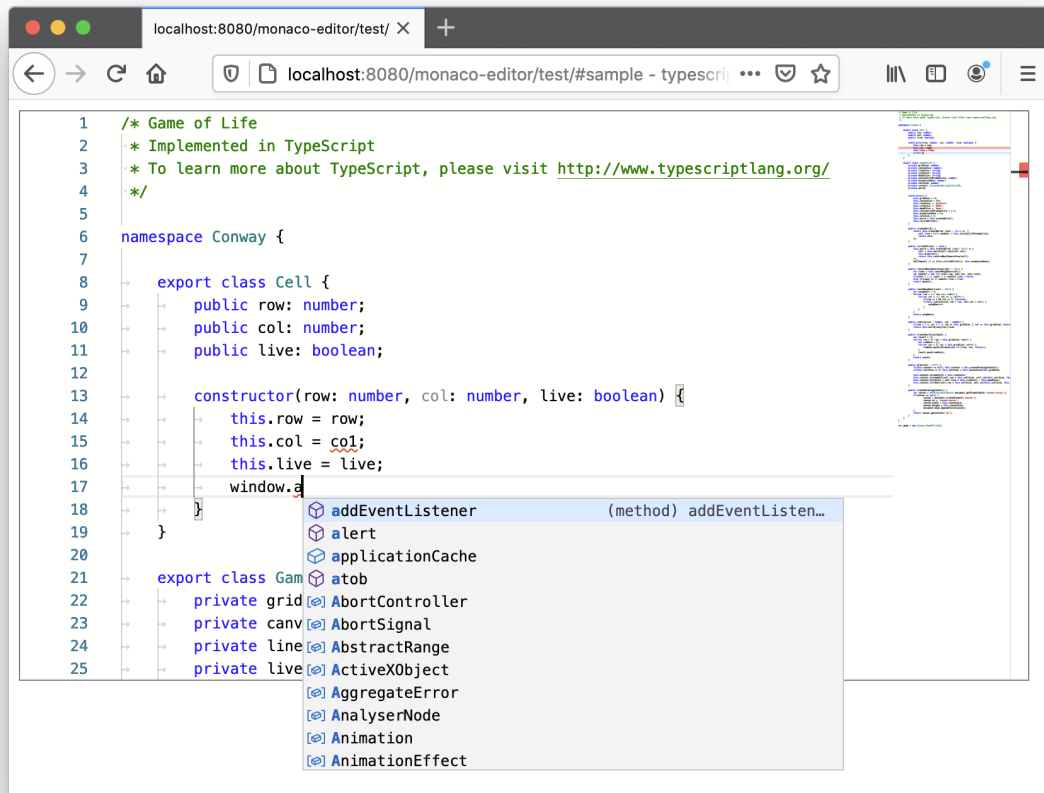 localhost:8080/monaco-editor/test/
localhost:8080/monaco-editor/test/#sample - typescrip
1 /* Game of Life
2 * Implemented in TypeScript
3 * To learn more about TypeScript, please visit http://www.typescriptlang.org/
4 */
5
6 namespace Conway {
7
8 export class Cell {
9 public row: number;
10 public col: number;
11 public live: boolean;
12
13 constructor(row: number, col: number, live: boolean) {
14 this.row = row;
15 this.col = co1;
16 this.live = live;
17 window.a
18 }
19 }
20
21 export class Gam
22 private grid
23 private canv
24 private line
25 private live
addEventListener (method) addEventListen…
alert
applicationCache
atob
AbortController
AbortSignal
AbstractRange
ActiveXObject
AggregateError
AnalyserNode
Animation
AnimationEffect